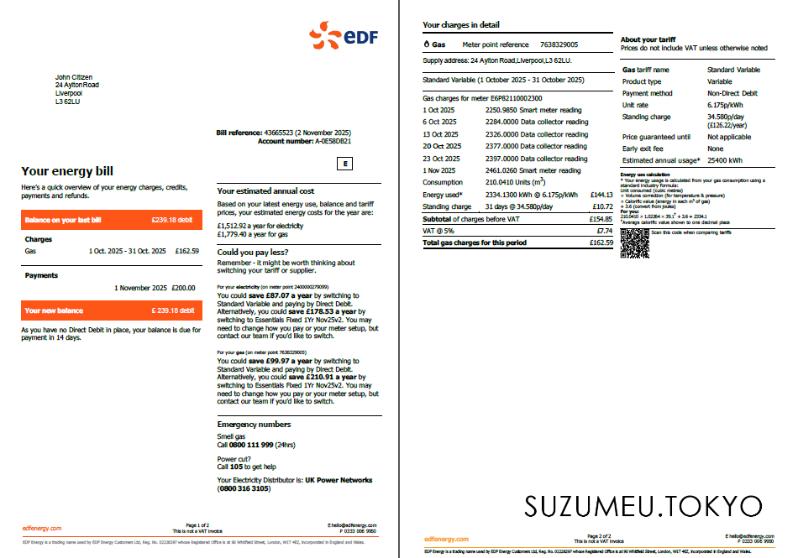 edf
John Citizen
24 Aylton Road
Liverpool
L3 62LU
Bill reference: 43665523 (2 November 2025)
Account number: A-0E58DB21
E
Your energy bill
Here's a quick overview of your energy charges, credits,
payments and refunds.
Balance on your last bill £239.18 debit
Charges
Gas 1 Oct. 2025 - 31 Oct. 2025 £162.59
Payments
1 November 2025 £200.00
Your new balance £ 239.18 debit
As you have no Direct Debit in place, your balance is due for
payment in 14 days.
Your estimated annual cost
Based on your latest energy use, balance and tariff
prices, your estimated energy costs for the year are:
£1,512.92 a year for electricity
£1,779.40 a year for gas
Could you pay less?
Remember - it might be worth thinking about
switching your tariff or supplier.
For your electricity (on meter point 2400000279099)
You could save £87.07 a year by switching to
Standard Variable and paying by Direct Debit.
Alternatively, you could save £178.53 a year by
switching to Essentials Fixed 1Yr Nov25v2. You may
need to change how you pay or your meter setup, but
contact our team if you'd like to switch.
For your gas (on meter point 7638329005)
You could save £99.97 a year by switching to
Standard Variable and paying by Direct Debit.
Alternatively, you could save £210.91 a year by
switching to Essentials Fixed 1Yr Nov25v2. You may
need to change how you pay or your meter setup, but
contact our team if you'd like to switch.
Emergency numbers
Smell gas
Call 0800 111 999 (24hrs)
Power cut?
Call 105 to get help
Your Electricity Distributor is: UK Power Networks
(0800 316 3105)
edfenergy.com
Page 1 of 2
This is not a VAT invoice
E hello@edfenergy.com
P 0333 006 9950
EDF Energy is a trading name used by EDF Energy Customers Ltd, Reg. No. 02228297 whose Registered Office is at 90 Whitfield Street, London, W1T 4EZ, Incorporated in England and Wales.
Your charges in detail
Gas Meter point reference 7638329005
Supply address: 24 Aylton Road,Liverpool,L3 62LU.
Standard Variable (1 October 2025 - 31 October 2025)
Gas charges for meter E6PB2110002300
1 Oct 2025 2250.9850 Smart meter reading
6 Oct 2025 2284.0000 Data collector reading
13 Oct 2025 2326.0000 Data collector reading
20 Oct 2025 2377.0000 Data collector reading
23 Oct 2025 2397.0000 Data collector reading
1 Nov 2025 2461.0260 Smart meter reading
Consumption 210.0410 Units (m³)
Energy used* 2334.1300 kWh @ 6.175p/kWh £144.13
Standing charge 31 days @ 34.580p/day £10.72
Subtotal of charges before VAT £154.85
VAT @ 5% £7.74
Total gas charges for this period £162.59
About your tariff
Prices do not include VAT unless otherwise noted
Gas tariff name Standard Variable
Product type Variable
Payment method Non-Direct Debit
Unit rate 6.175p/kWh
Standing charge 34.580p/day
(£126.22/year)
Price guaranteed until Not applicable
Early exit fee None
Estimated annual usage* 25400 kWh
Energy use calculation
* Your energy usage is calculated from your gas consumption using a
standard industry formula:
Unit consumed (cubic metres)
× Volume correction (for temperature & pressure)
× Calorific value (energy in each m³ of gas)
÷ 3.6 (convert from joules)
For you:
*Average calorific value shown to one decimal place
Scan this code when comparing tariffs
SUZUMEU.TOKYO
edfenergy.com
Page 2 of 2
This is not a VAT invoice
E hello@edfenergy.com
P 0333 006 9950
EDF Energy is a trading name used by EDF Energy Customers Ltd, Reg. No. 02228297 whose Registered Office is at 90 Whitfield Street, London, W1T 4EZ, Incorporated in England and Wales.